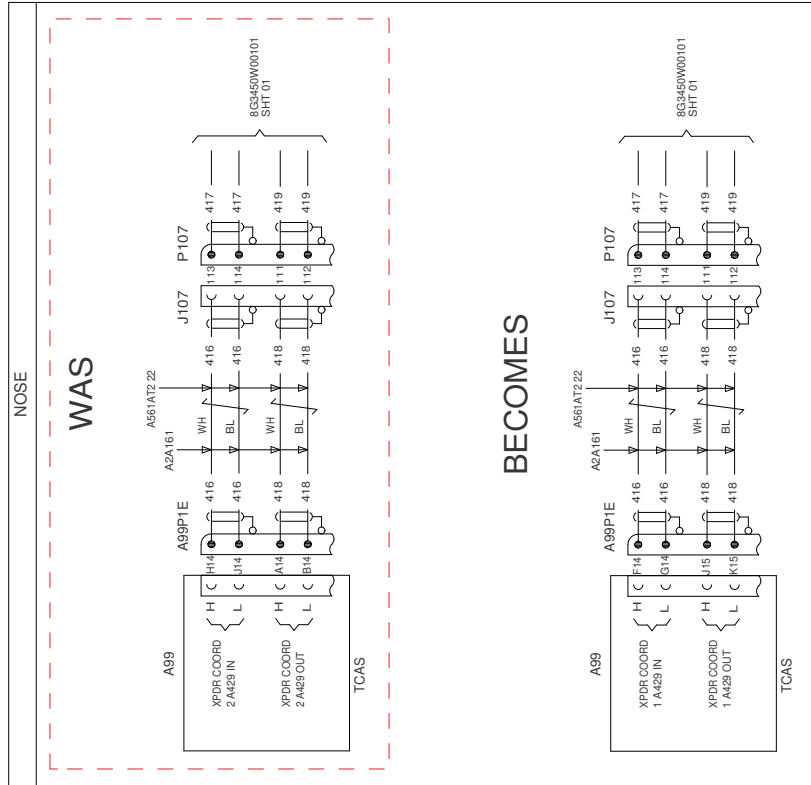 NOSE
WAS
8G3450W00101
SHT 01
417
417
419
419
P107
113
114
111
112
J107
416
416
418
418
A561AT2 22
WH
BL
WH
BL
A2A161
416
416
418
418
A99P1E
H14
J14
A14
B14
H
L
H
L
A99
XPDR COORD
2 A429 IN
XPDR COORD
2 A429 OUT
TCAS
BECOMES
8G3450W00101
SHT 01
417
417
419
419
P107
113
114
111
112
J107
416
416
418
418
A561AT2 22
WH
BL
WH
BL
A2A161
416
416
418
418
A99P1E
F14
G14
J15
K15
H
L
H
L
A99
XPDR COORD
1 A429 IN
XPDR COORD
1 A429 OUT
TCAS